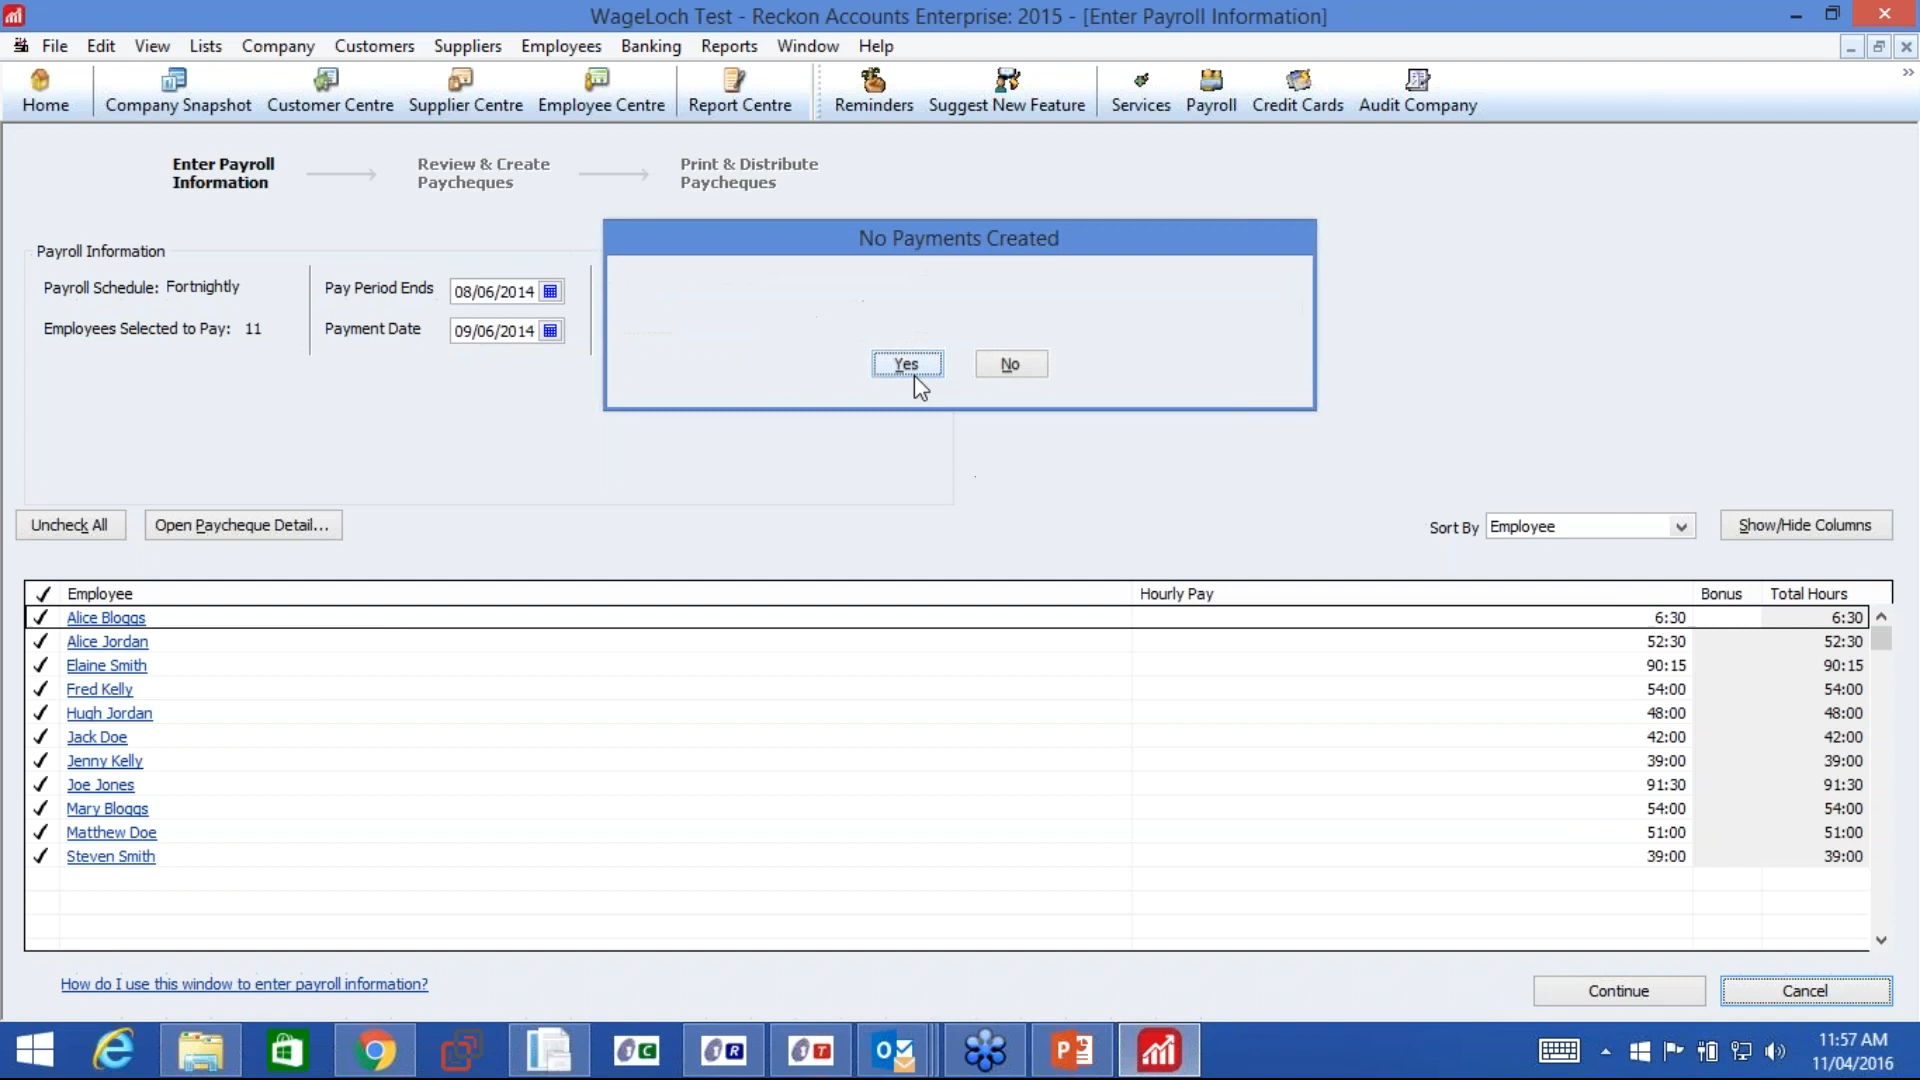 WageLoch Test - Reckon Accounts Enterprise: 2015 - [Enter Payroll Information]
File Edit View Lists Company Customers Suppliers Employees Banking Reports Window Help
Home Company Snapshot Customer Centre Supplier Centre Employee Centre Report Centre Reminders Suggest New Feature Services Payroll Credit Cards Audit Company
Enter Payroll Information
Review & Create Paycheques
Print & Distribute Paycheques
No Payments Created
Yes No
Payroll Information
Payroll Schedule: Fortnightly
Pay Period Ends 08/06/2014
Employees Selected to Pay: 11
Payment Date 09/06/2014
Uncheck All Open Paycheque Detail... Sort By Employee Show/Hide Columns
Employee Hourly Pay Bonus Total Hours
Alice Bloggs 6:30 6:30
Alice Jordan 52:30 52:30
Elaine Smith 90:15 90:15
Fred Kelly 54:00 54:00
Hugh Jordan 48:00 48:00
Jack Doe 42:00 42:00
Jenny Kelly 39:00 39:00
Joe Jones 91:30 91:30
Mary Bloggs 54:00 54:00
Matthew Doe 51:00 51:00
Steven Smith 39:00 39:00
How do I use this window to enter payroll information? Continue Cancel
C R T P
11:57 AM
11/04/2016